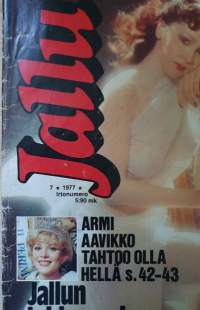 Jallu
7 • 1977 •
Irtonumero
5.90 mk
ARMI
AAVIKKO
TAHTOO OLLA
HELLÄ s. 42-43
Jallun